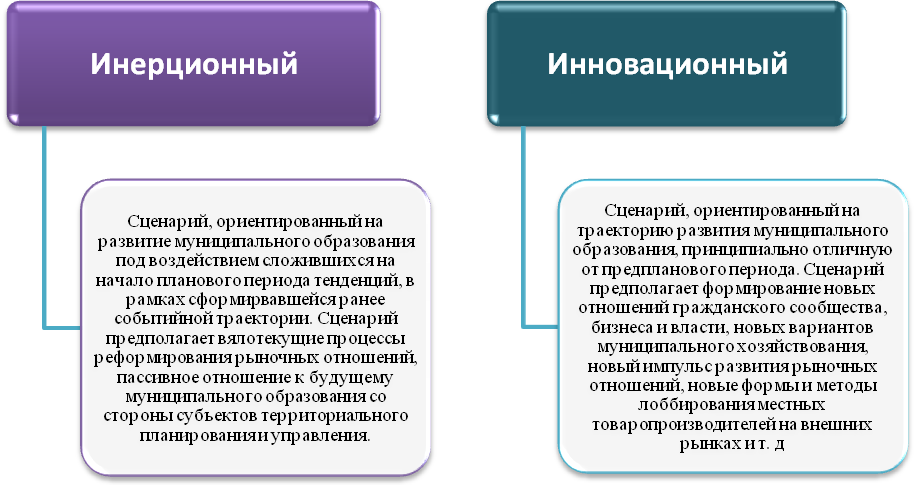 Инерционный
Сценарий, ориентированный на
развитие муниципального образования
под воздействием сложившихся на
начало планового периода тенденций, в
рамках сформирвавшейся ранее
событийной траектории. Сценарий
предполагает вялотекущие процессы
реформирования рыночных отношений,
пассивное отношение к будущему
муниципального образования со
стороны субъектов территориального
планирования и управления.
Инновационный
Сценарий, ориентированный на
траекторию развития муниципального
образования, принципиально отличную
от предпланового периода. Сценарий
предполагает формирование новых
отношений гражданского сообщества,
бизнеса и власти, новых вариантов
муниципального хозяйствования,
новый импульс развития рыночных
отношений, новые формы и методы
лоббирования местных
товаропроизводителей на внешних
рынках и т. д